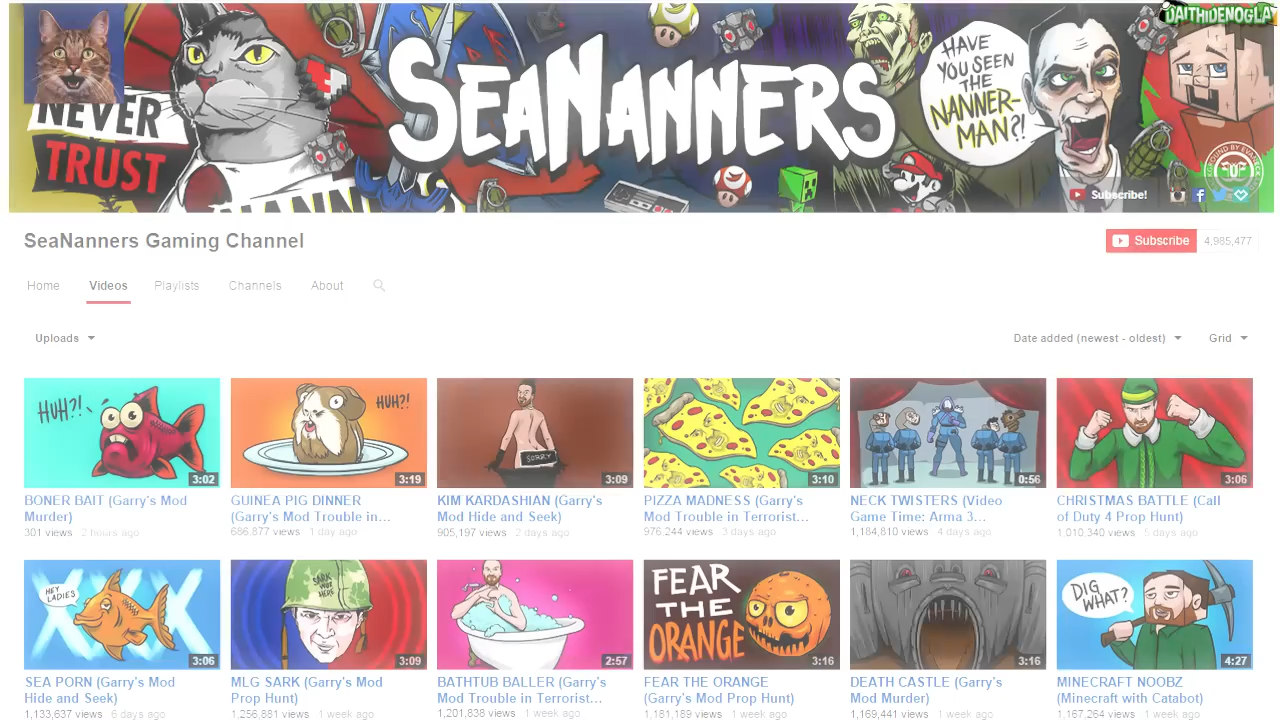 DAITHIDENOGLA
NEVER
TRUST
NANN
SEANANNERS
HAVE
YOU SEEN
THE
NANNER-
MAN?!
Subscribe!
SeaNanners Gaming Channel
Subscribe 4,985,477
Home Videos Playlists Channels About
Uploads
Date added (newest - oldest) Grid
HUH?!
3:02
HUH?!
3:19
SORRY
3:09
3:10
0:56
3:06
BONER BAIT (Garry's Mod
Murder)
301 views 2 hours ago
GUINEA PIG DINNER
(Garry's Mod Trouble in...
686,877 views 1 day ago
KIM KARDASHIAN (Garry's
Mod Hide and Seek)
905,197 views 2 days ago
PIZZA MADNESS (Garry's
Mod Trouble in Terrorist...
976,244 views 3 days ago
NECK TWISTERS (Video
Game Time: Arma 3...
1,184,810 views 4 days ago
CHRISTMAS BATTLE (Call
of Duty 4 Prop Hunt)
1,010,340 views 5 days ago
HEY
LADIES
XXX
3:06
SARK
WOZ
HERE
3:09
2:57
FEAR
THE
ORANGE
3:16
3:16
DIG
WHAT?
4:27
SEA PORN (Garry's Mod
Hide and Seek)
1,133,637 views 6 days ago
MLG SARK (Garry's Mod
Prop Hunt)
1,256,881 views 1 week ago
BATHTUB BALLER (Garry's
Mod Trouble in Terrorist...
1,201,838 views 1 week ago
FEAR THE ORANGE
(Garry's Mod Prop Hunt)
1,181,189 views 1 week ago
DEATH CASTLE (Garry's
Mod Murder)
1,169,441 views 1 week ago
MINECRAFT NOOBZ
(Minecraft with Catabot)
1,167,264 views 1 week ago